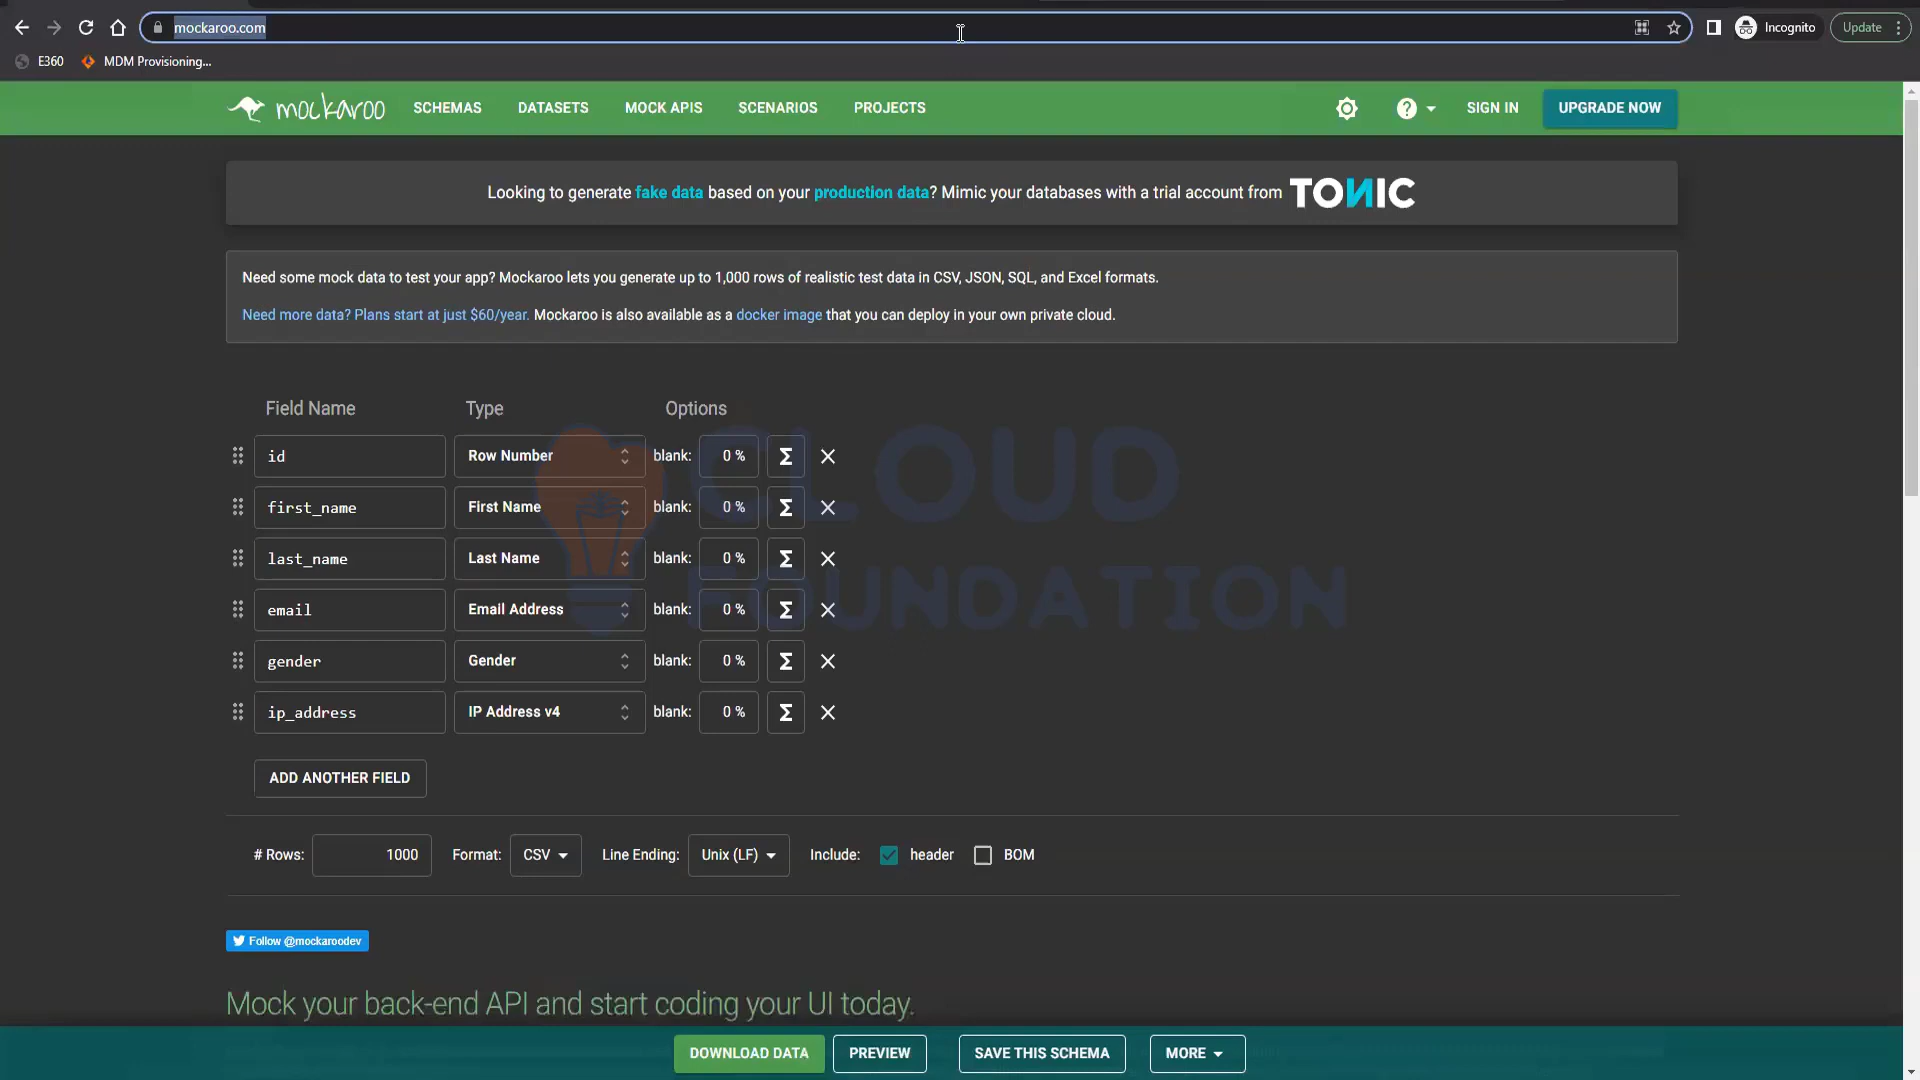 mockaroo.com
Incognito
Update
E360
MDM Provisioning...
mockaroo
SCHEMAS
DATASETS
MOCK APIS
SCENARIOS
PROJECTS
SIGN IN
UPGRADE NOW
Looking to generate fake data based on your production data? Mimic your databases with a trial account from TONIC
Need some mock data to test your app? Mockaroo lets you generate up to 1,000 rows of realistic test data in CSV, JSON, SQL, and Excel formats.
Need more data? Plans start at just $60/year. Mockaroo is also available as a docker image that you can deploy in your own private cloud.
Field Name Type Options
id Row Number blank: 0 % Σ
first_name First Name blank: 0 % Σ
last_name Last Name blank: 0 % Σ
email Email Address blank: 0 % Σ
gender Gender blank: 0 % Σ
ip_address IP Address v4 blank: 0 % Σ
CLOUD
FOUNDATION
ADD ANOTHER FIELD
# Rows: 1000 Format: CSV Line Ending: Unix (LF) Include: header BOM
Follow @mockaroodev
Mock your back-end API and start coding your UI today.
DOWNLOAD DATA
PREVIEW
SAVE THIS SCHEMA
MORE